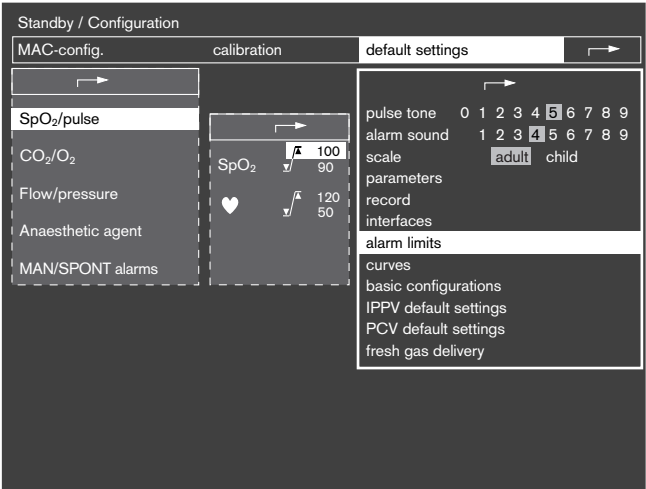 Standby / Configuration
MAC-config. calibration default settings
SpO₂/pulse
CO₂/O₂
Flow/pressure
Anaesthetic agent
MAN/SPONT alarms
SpO₂ 100
90
120
50
pulse tone 0 1 2 3 4 5 6 7 8 9
alarm sound 1 2 3 4 5 6 7 8 9
scale adult child
parameters
record
interfaces
alarm limits
curves
basic configurations
IPPV default settings
PCV default settings
fresh gas delivery